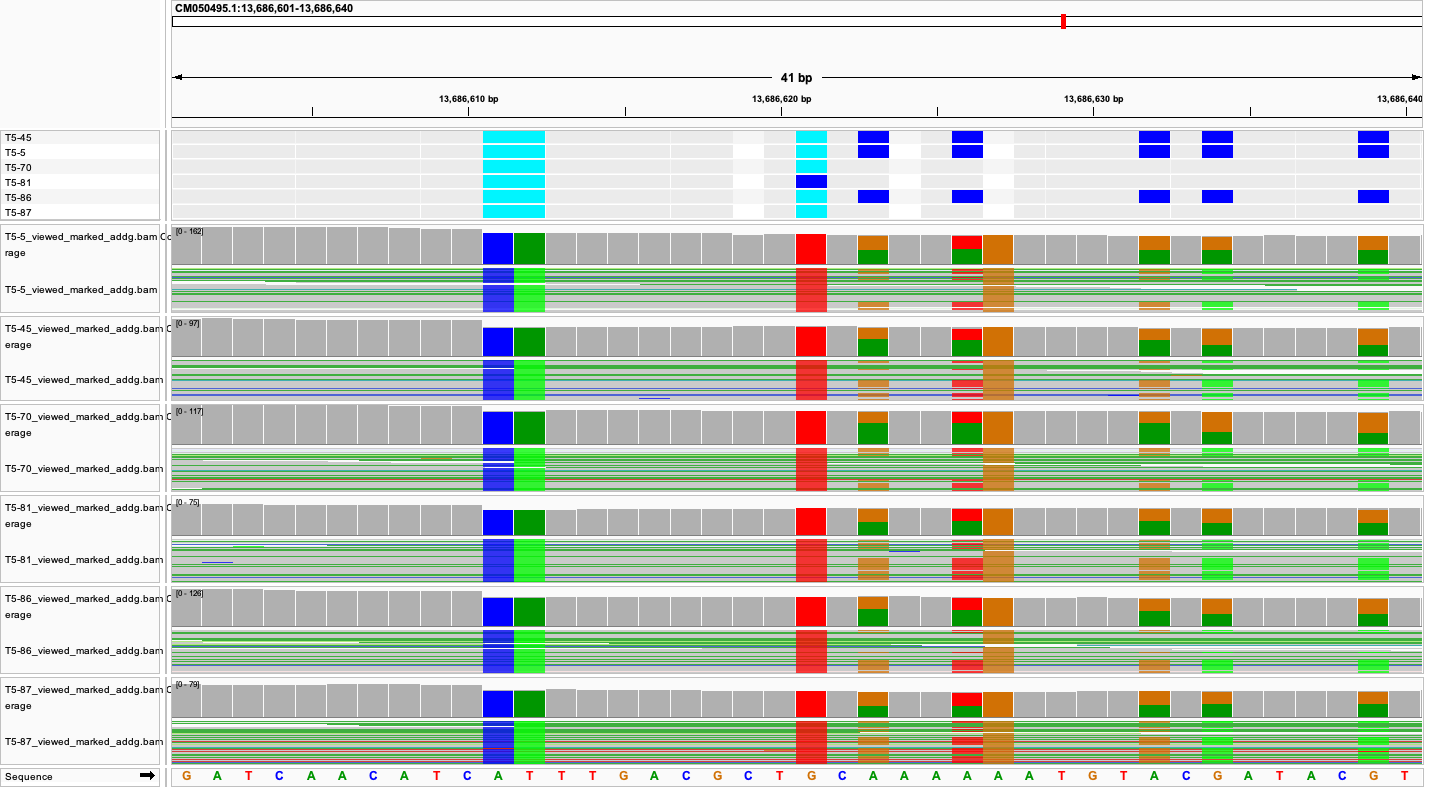 CM050495.1:13,686,601-13,686,640
41 bp
13,686,610 bp 13,686,620 bp 13,686,630 bp 13,686,640
T5-45
T5-5
T5-70
T5-81
T5-86
T5-87
T5-5_viewed_marked_addg.bam Co
rage
[0 - 162]
T5-5_viewed_marked_addg.bam
T5-45_viewed_marked_addg.bam C
erage
[0 - 97]
T5-45_viewed_marked_addg.bam
T5-70_viewed_marked_addg.bam C
erage
[0 - 117]
T5-70_viewed_marked_addg.bam
T5-81_viewed_marked_addg.bam C
erage
[0 - 75]
T5-81_viewed_marked_addg.bam
T5-86_viewed_marked_addg.bam C
erage
[0 - 126]
T5-86_viewed_marked_addg.bam
T5-87_viewed_marked_addg.bam C
erage
[0 - 79]
T5-87_viewed_marked_addg.bam
Sequence G A T C A A C A T C A T T T G A C G C T G C A A A A A A T G T A C G A T A C G T